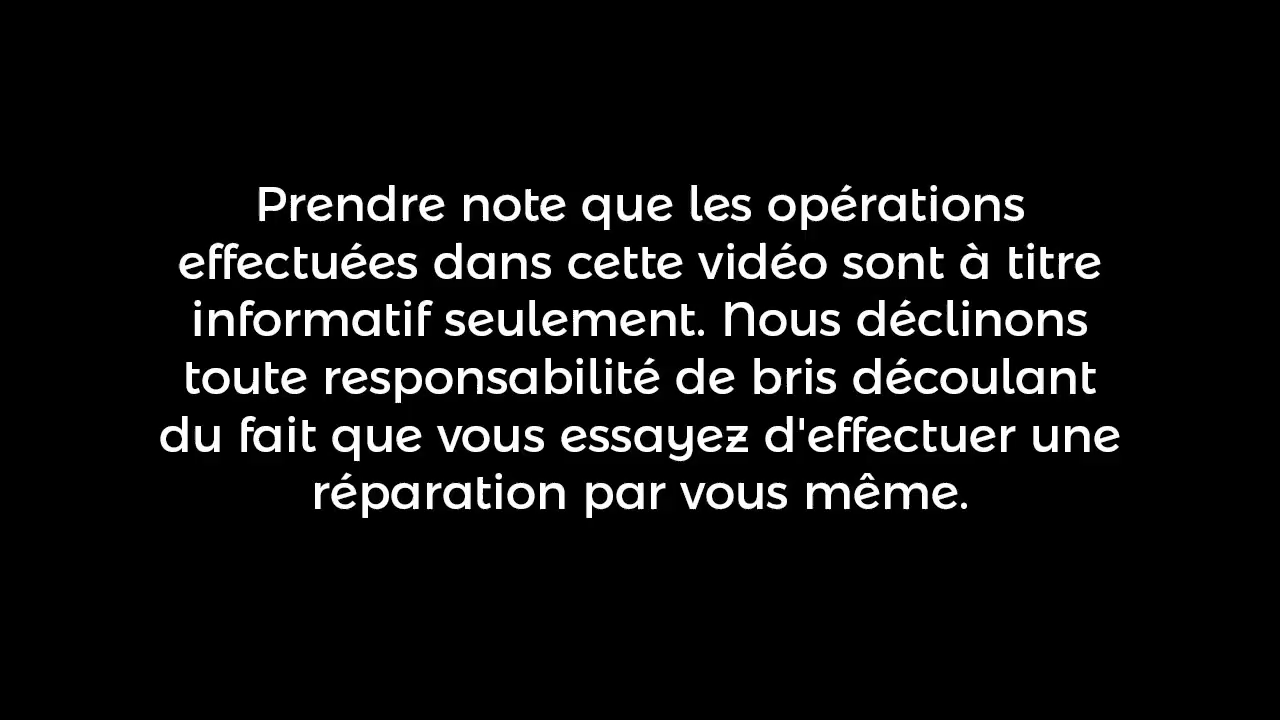 Prendre note que les opérations
effectuées dans cette vidéo sont à titre
informatif seulement. Nous déclinons
toute responsabilité de bris découlant
du fait que vous essayez d'effectuer une
réparation par vous même.